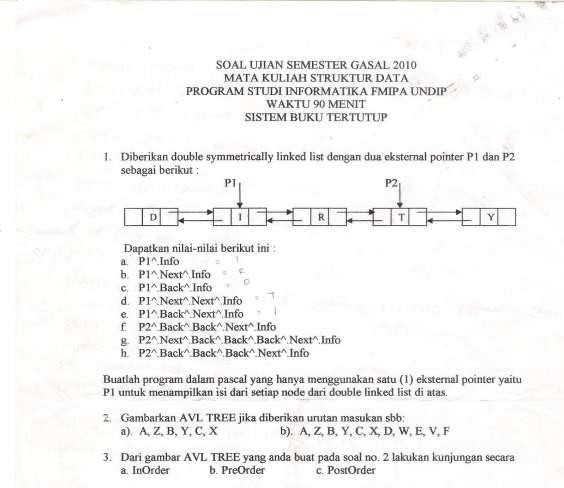 SOAL UJIAN SEMESTER GASAL 2010
MATA KULIAH STRUKTUR DATA
PROGRAM STUDI INFORMATIKA FMIPA UNDIP
WAKTU 90 MENIT
SISTEM BUKU TERTUTUP
1. Diberikan double symmetrically linked list dengan dua eksternal pointer P1 dan P2
sebagai berikut :
P1 P2
D I R T Y
Dapatkan nilai-nilai berikut ini :
a. P1^.Info = I
b. P1^.Next^.Info = R
c. P1^.Back^.Info = D
d. P1^.Next^.Next^.Info = T
e. P1^.Back^.Next^.Info = I
f. P2^.Back^.Back^.Next^.Info
g. P2^.Next^.Back^.Back^.Back^.Next^.Info
h. P2^.Back^.Back^.Back^.Next^.Info
Buatlah program dalam pascal yang hanya menggunakan satu (1) eksternal pointer yaitu
P1 untuk menampilkan isi dari setiap node dari double linked list di atas.
2. Gambarkan AVL TREE jika diberikan urutan masukan sbb:
a). A, Z, B, Y, C, X b). A, Z, B, Y, C, X, D, W, E, V, F
3. Dari gambar AVL TREE yang anda buat pada soal no. 2 lakukan kunjungan secara
a. InOrder b. PreOrder c. PostOrder